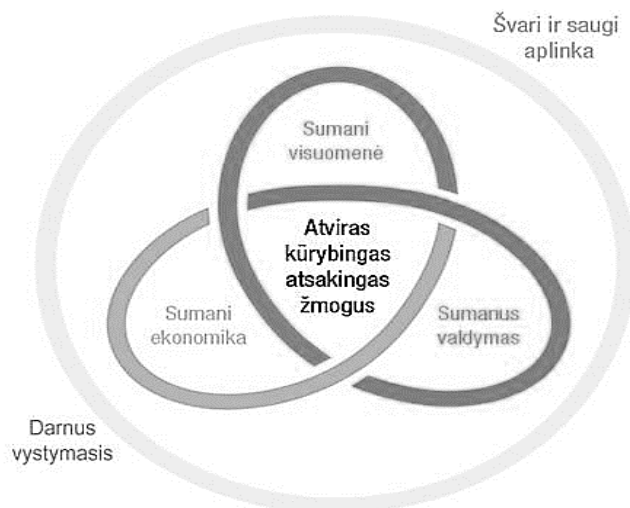 Švari ir saugi
aplinka
Sumani
visuomenė
Atviras
kūrybingas
atsakingas
žmogus
Sumani
ekonomika
Sumanus
valdymas
Darnus
vystymasis